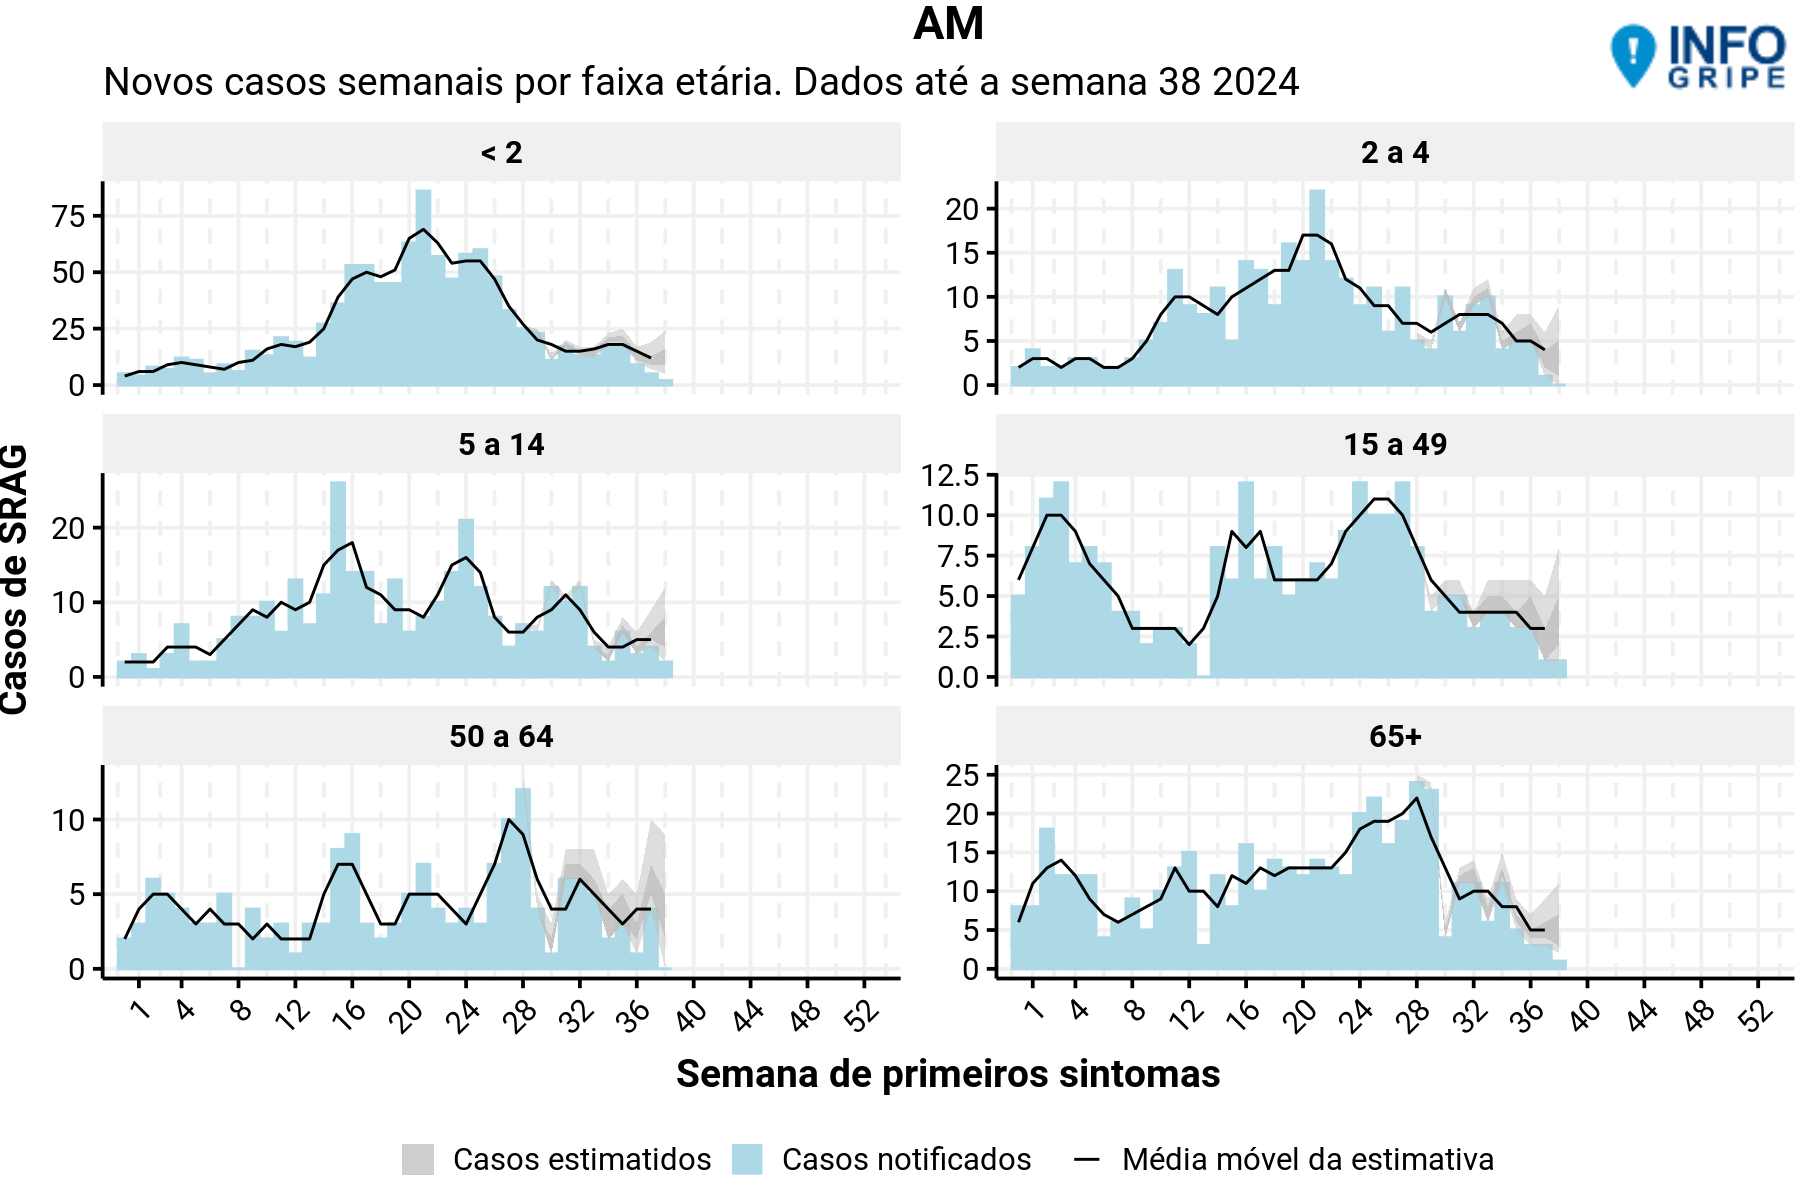 AM
INFO
GRIPE
Novos casos semanais por faixa etária. Dados até a semana 38 2024
< 2
2 a 4
75
50
25
0
20
15
10
5
0
5 a 14
15 a 49
20
10
0
12.5
10.0
7.5
5.0
2.5
0.0
Casos de SRAG
50 a 64
65+
10
5
0
25
20
15
10
5
0
1 4 8 12 16 20 24 28 32 36 40 44 48 52
1 4 8 12 16 20 24 28 32 36 40 44 48 52
Semana de primeiros sintomas
Casos estimatidos Casos notificados Média móvel da estimativa